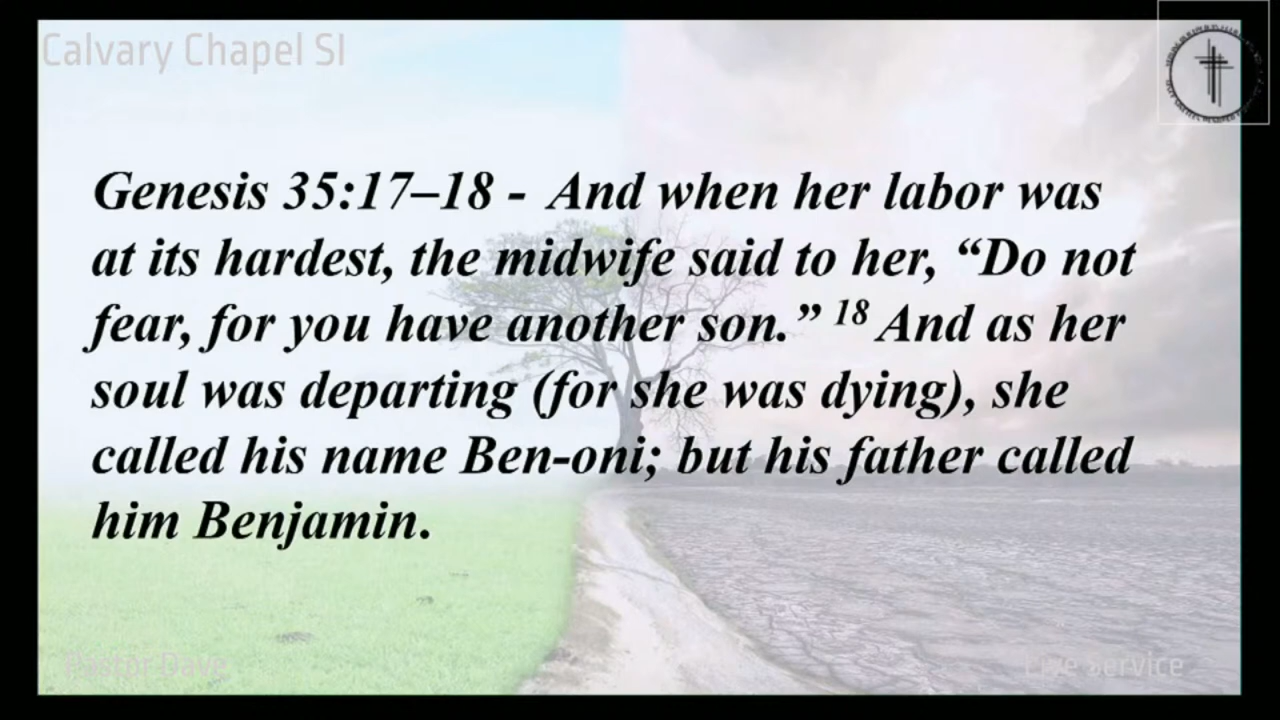 Calvary Chapel SI
Genesis 35:17–18 - And when her labor was
at its hardest, the midwife said to her, “Do not
fear, for you have another son.” 18 And as her
soul was departing (for she was dying), she
called his name Ben-oni; but his father called
him Benjamin.
Pastor Dave
Live Service